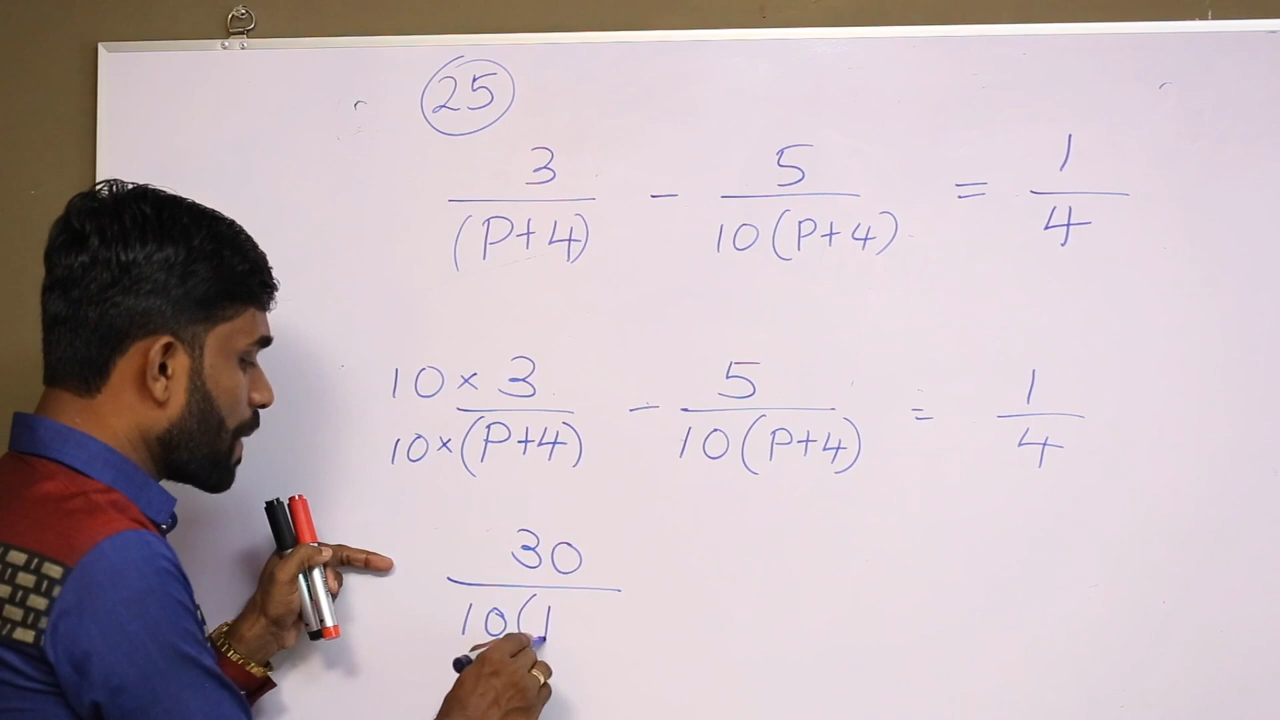 25
3/(P+4) - 5/10(P+4) = 1/4
10×3/10×(P+4) - 5/10(P+4) = 1/4
30/10(